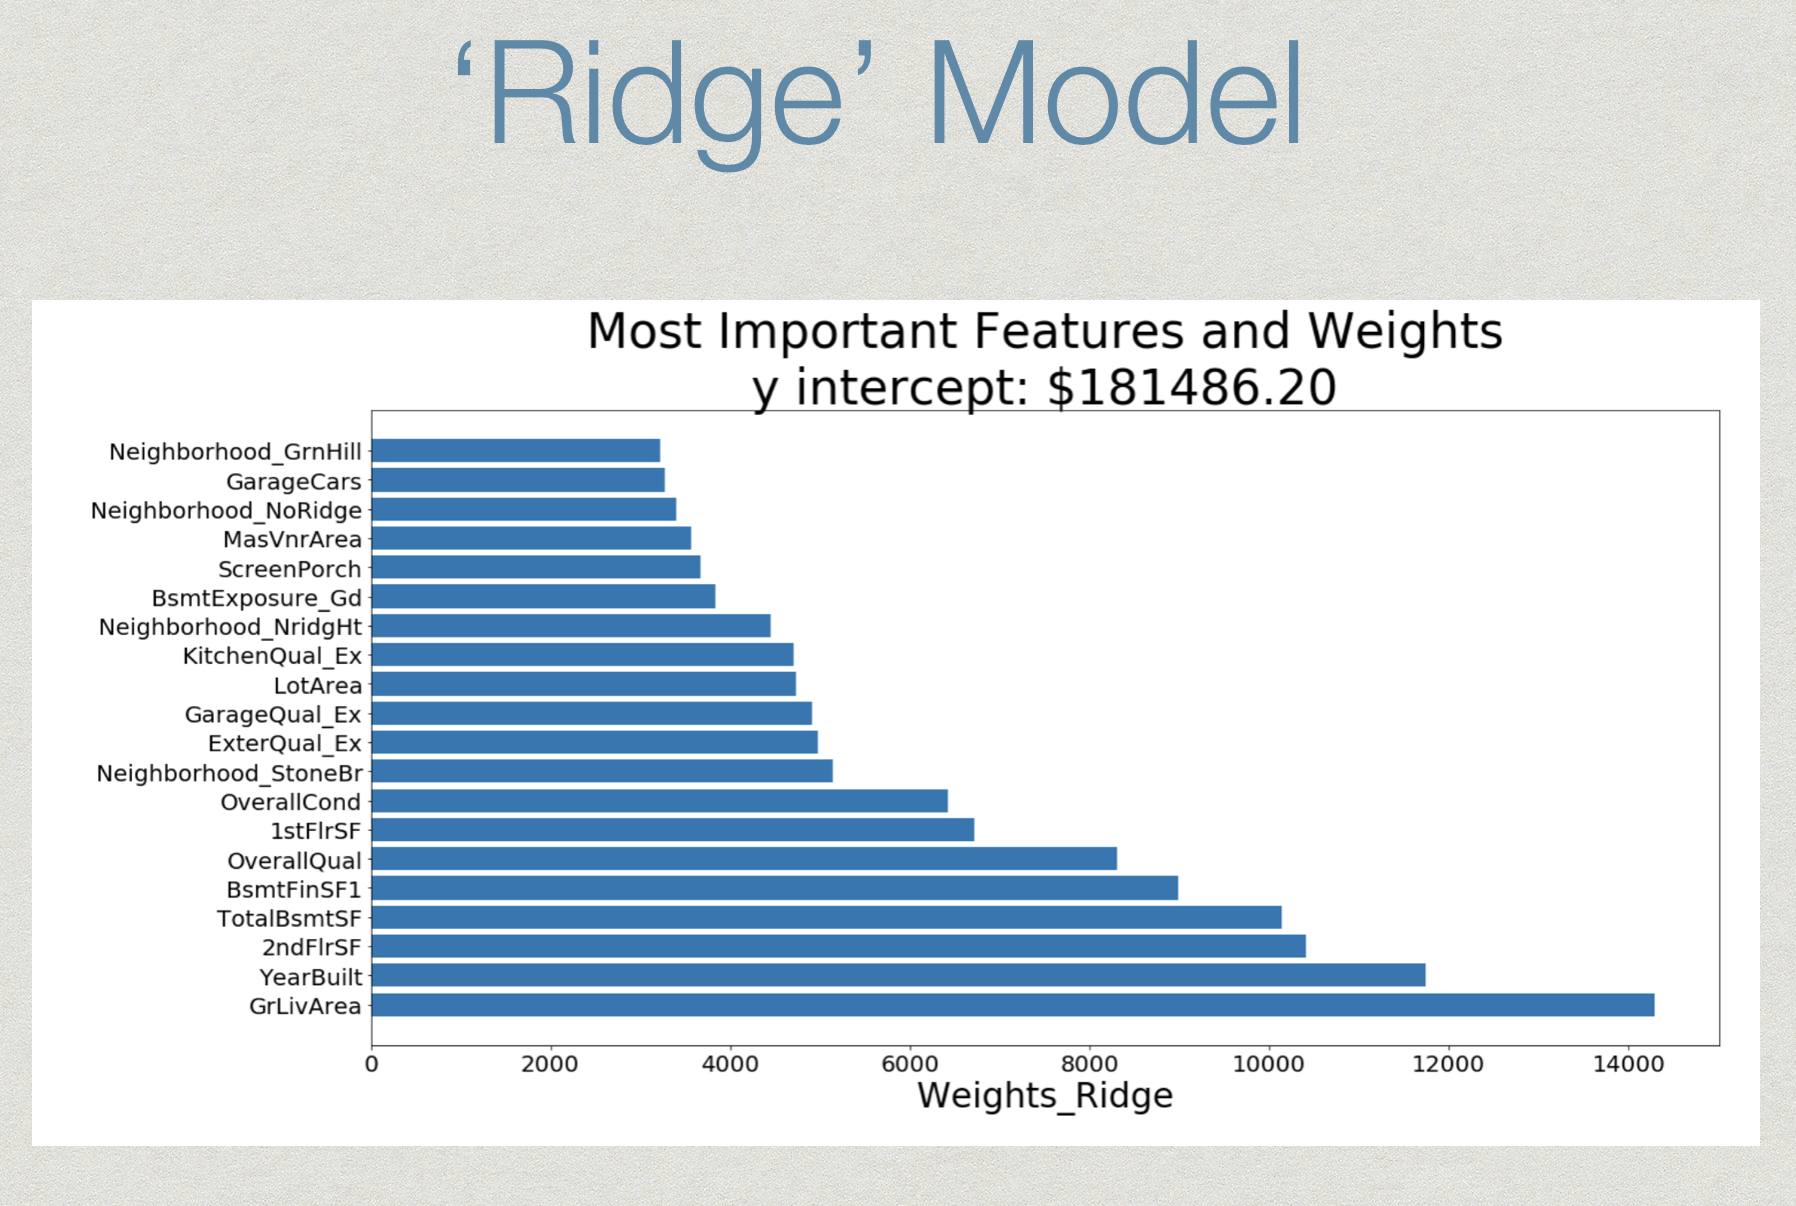 ‘Ridge’ Model
Most Important Features and Weights
y intercept: $181486.20
Neighborhood_GrnHill
GarageCars
Neighborhood_NoRidge
MasVnrArea
ScreenPorch
BsmtExposure_Gd
Neighborhood_NridgHt
KitchenQual_Ex
LotArea
GarageQual_Ex
ExterQual_Ex
Neighborhood_StoneBr
OverallCond
1stFlrSF
OverallQual
BsmtFinSF1
TotalBsmtSF
2ndFlrSF
YearBuilt
GrLivArea
0 2000 4000 6000 8000 10000 12000 14000
Weights_Ridge